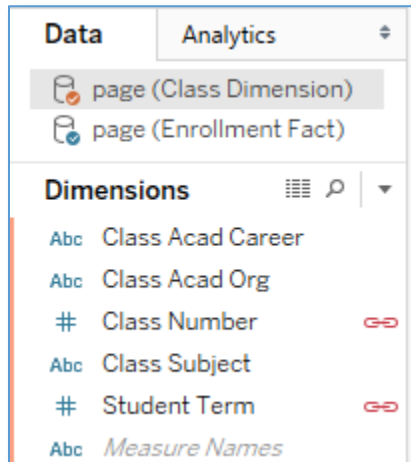 Data Analytics
page (Class Dimension)
page (Enrollment Fact)
Dimensions
Abc Class Acad Career
Abc Class Acad Org
# Class Number
Abc Class Subject
# Student Term
Abc Measure Names